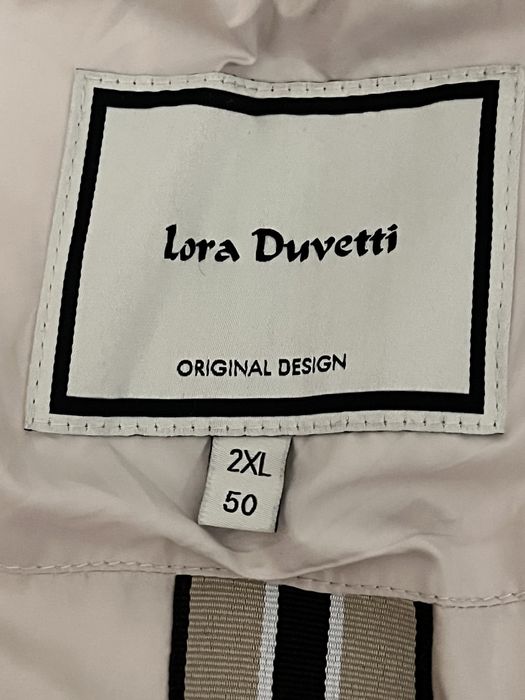 Lora Duvetti
ORIGINAL DESIGN
2XL
50